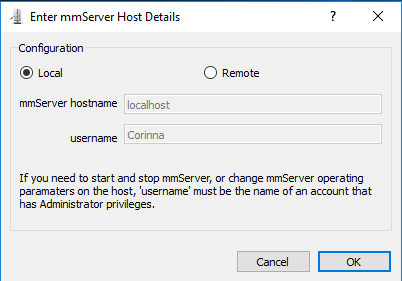 Enter mmServer Host Details
Configuration
Local Remote
mmServer hostname localhost
username Corinna
If you need to start and stop mmServer, or change mmServer operating
paramaters on the host, 'username' must be the name of an account that
has Administrator privileges.
Cancel OK